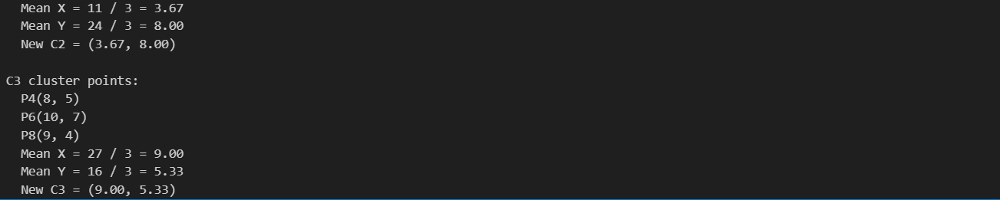 Mean X = 11 / 3 = 3.67
Mean Y = 24 / 3 = 8.00
New C2 = (3.67, 8.00)
C3 cluster points:
P4(8, 5)
P6(10, 7)
P8(9, 4)
Mean X = 27 / 3 = 9.00
Mean Y = 16 / 3 = 5.33
New C3 = (9.00, 5.33)